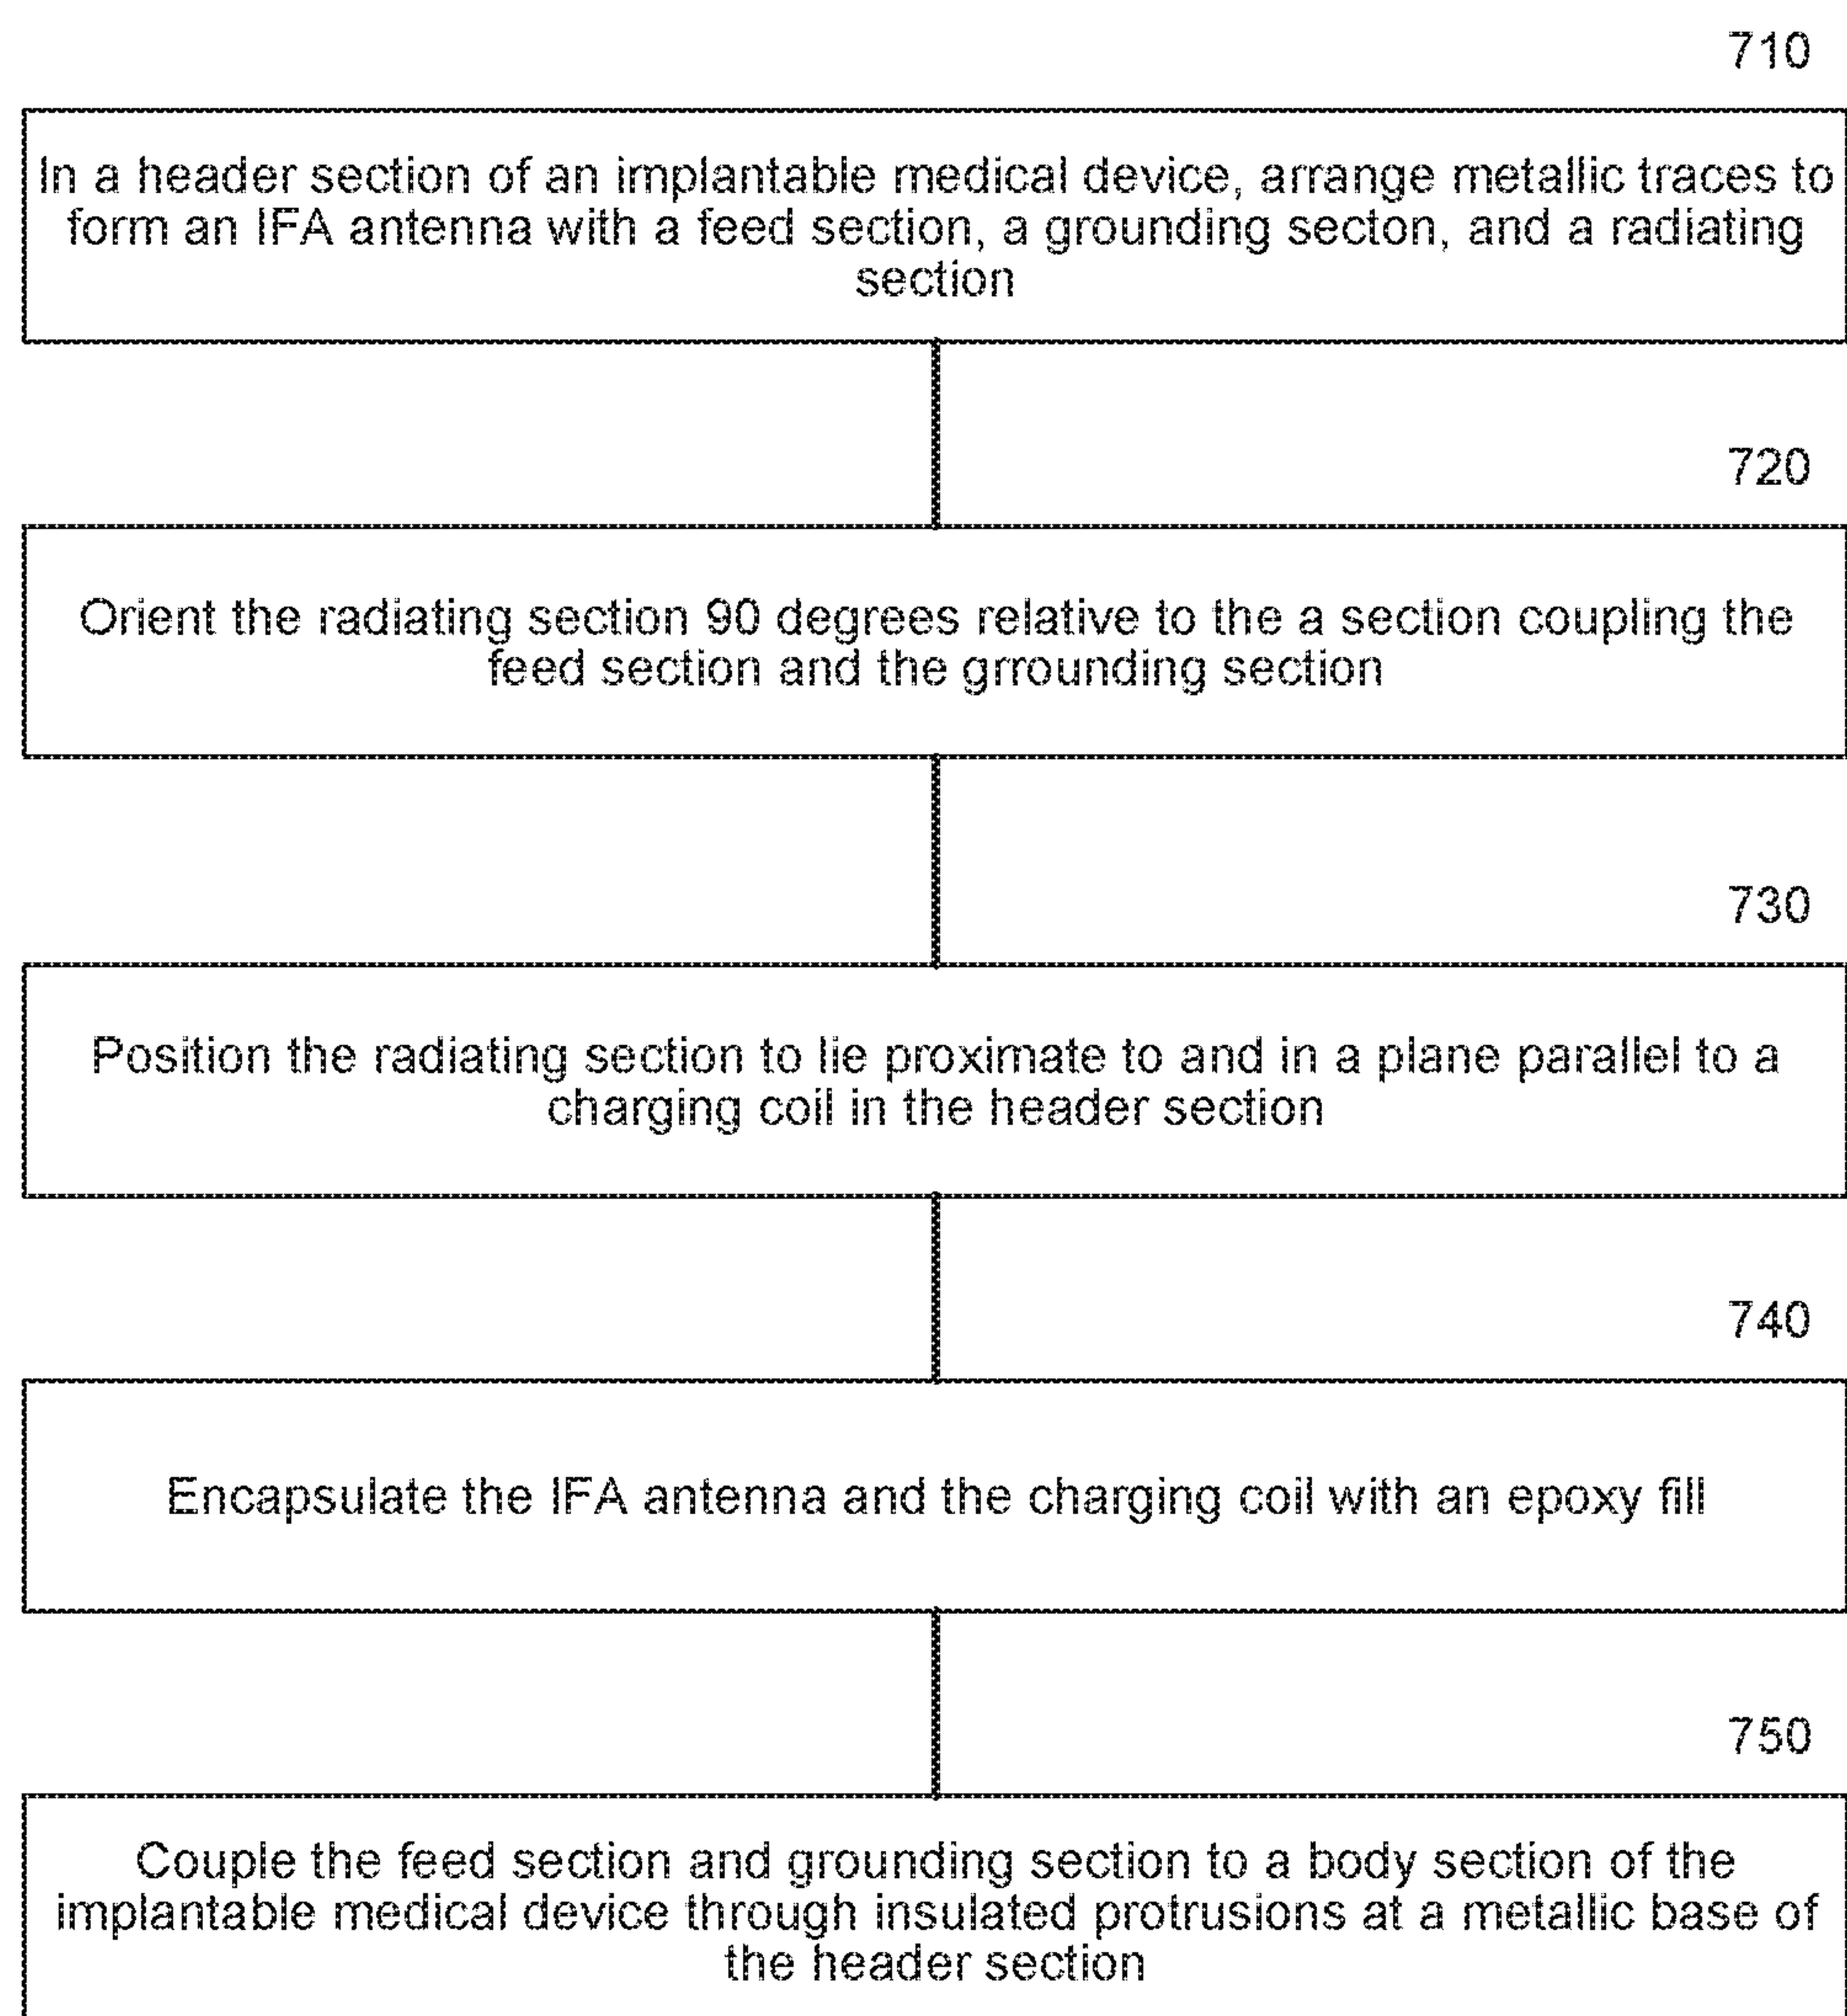 710
In a header section of an implantable medical device, arrange metallic traces to
form an IFA antenna with a feed section, a grounding secton, and a radiating
section
720
Orient the radiating section 90 degrees relative to the a section coupling the
feed section and the grrounding section
730
Position the radiating section to lie proximate to and in a plane parallel to a
charging coil in the header section
740
Encapsulate the IFA antenna and the charging coil with an epoxy fill
750
Couple the feed section and grounding section to a body section of the
implantable medical device through insulated protrusions at a metallic base of
the header section